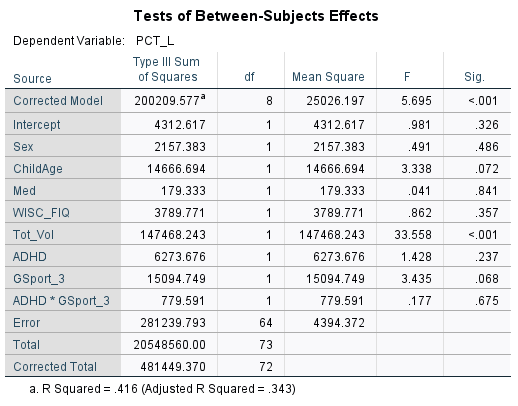 Tests of Between-Subjects Effects
Dependent Variable: PCT_L
Source Type III Sum of Squares df Mean Square F Sig.
Corrected Model 200209.577a 8 25026.197 5.695 <.001
Intercept 4312.617 1 4312.617 .981 .326
Sex 2157.383 1 2157.383 .491 .486
ChildAge 14666.694 1 14666.694 3.338 .072
Med 179.333 1 179.333 .041 .841
WISC_FIQ 3789.771 1 3789.771 .862 .357
Tot_Vol 147468.243 1 147468.243 33.558 <.001
ADHD 6273.676 1 6273.676 1.428 .237
GSport_3 15094.749 1 15094.749 3.435 .068
ADHD * GSport_3 779.591 1 779.591 .177 .675
Error 281239.793 64 4394.372
Total 20548560.00 73
Corrected Total 481449.370 72
a. R Squared = .416 (Adjusted R Squared = .343)